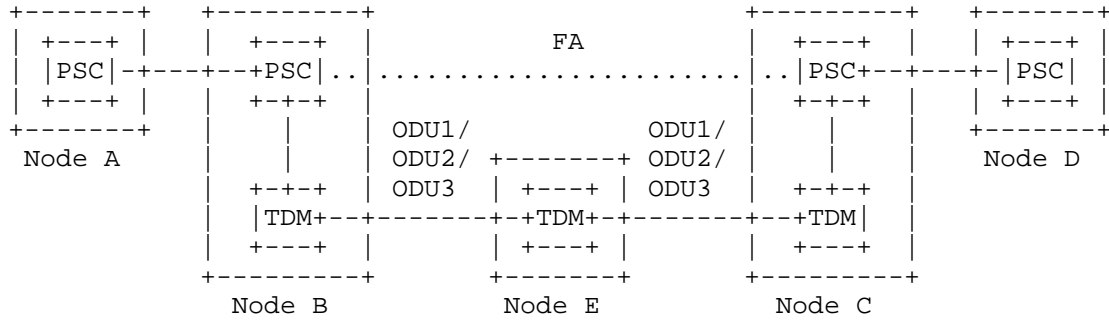 FA
PSC PSC PSC PSC
ODU1/ ODU1/
Node A ODU2/ ODU2/ Node D
ODU3 ODU3
TDM TDM TDM
Node B Node E Node C